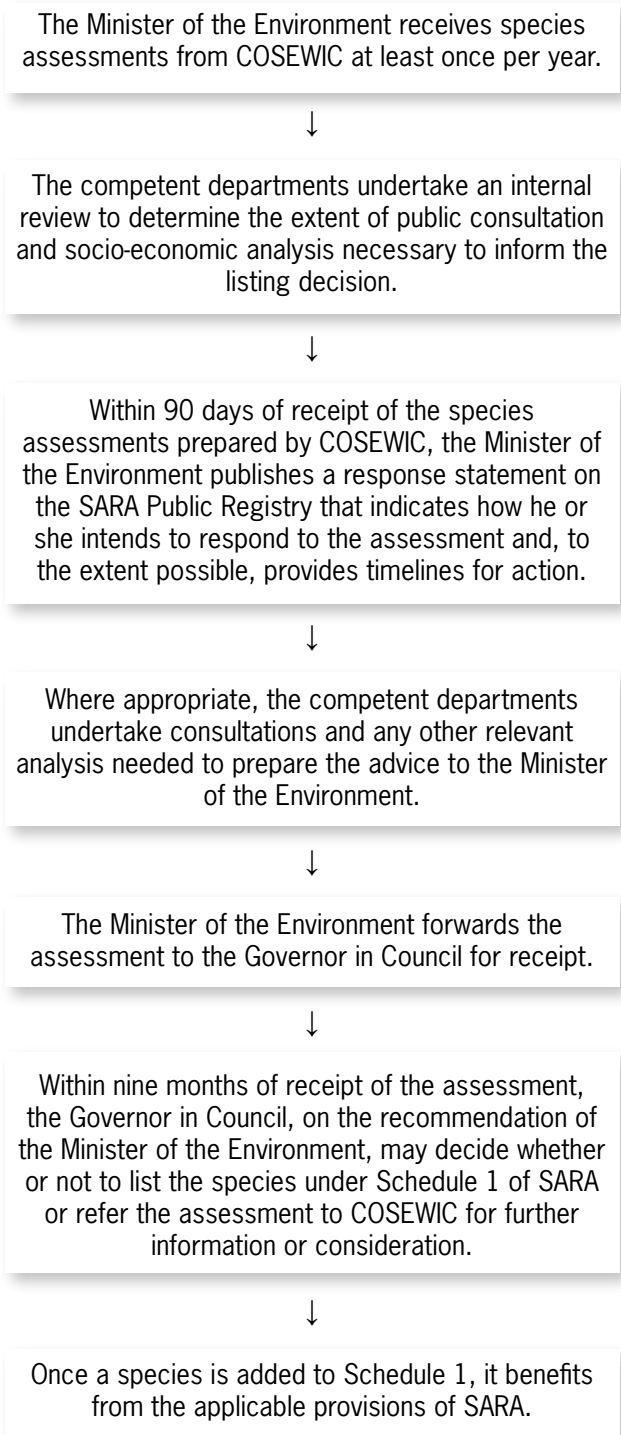 The Minister of the Environment receives species
assessments from COSEWIC at least once per year.
↓
The competent departments undertake an internal
review to determine the extent of public consultation
and socio-economic analysis necessary to inform the
listing decision.
↓
Within 90 days of receipt of the species
assessments prepared by COSEWIC, the Minister of
the Environment publishes a response statement on
the SARA Public Registry that indicates how he or
she intends to respond to the assessment and, to
the extent possible, provides timelines for action.
↓
Where appropriate, the competent departments
undertake consultations and any other relevant
analysis needed to prepare the advice to the Minister
of the Environment.
↓
The Minister of the Environment forwards the
assessment to the Governor in Council for receipt.
↓
Within nine months of receipt of the assessment,
the Governor in Council, on the recommendation of
the Minister of the Environment, may decide whether
or not to list the species under Schedule 1 of SARA
or refer the assessment to COSEWIC for further
information or consideration.
↓
Once a species is added to Schedule 1, it benefits
from the applicable provisions of SARA.